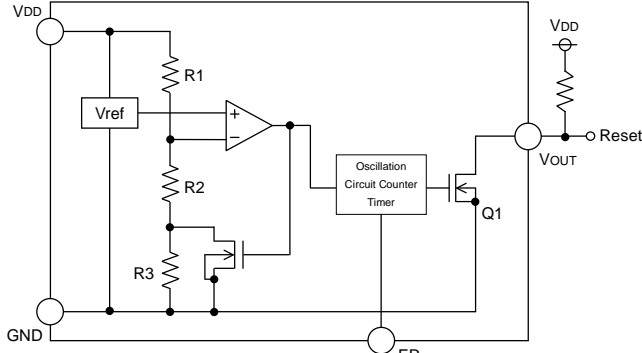 VDD
VDD
R1
Vref
+
−
Reset
VOUT
Oscillation
Circuit Counter
Timer
R2
Q1
R3
GND